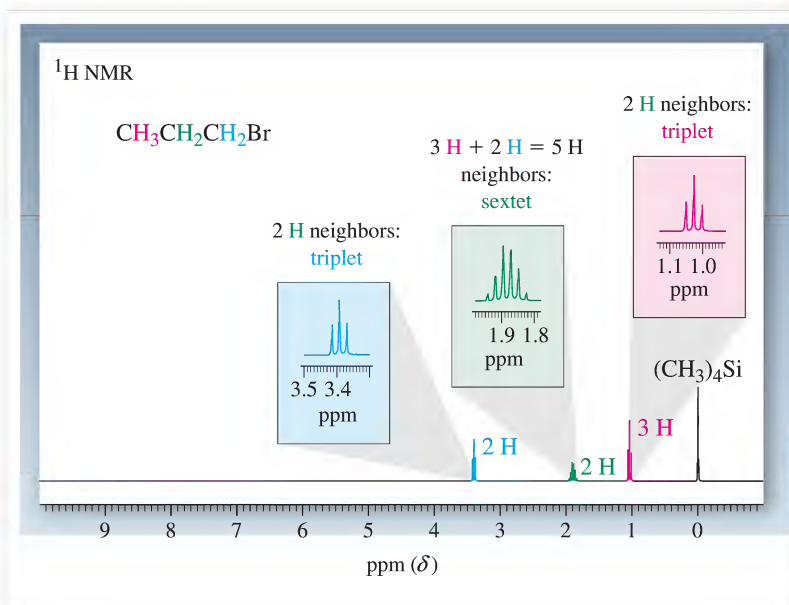 ¹H NMR
CH₃CH₂CH₂Br
2 H neighbors:
triplet
3.5 3.4
ppm
3 H + 2 H = 5 H
neighbors:
sextet
1.9 1.8
ppm
2 H neighbors:
triplet
1.1 1.0
ppm
(CH₃)₄Si
2 H
2 H
3 H
9 8 7 6 5 4 3 2 1 0
ppm (δ)